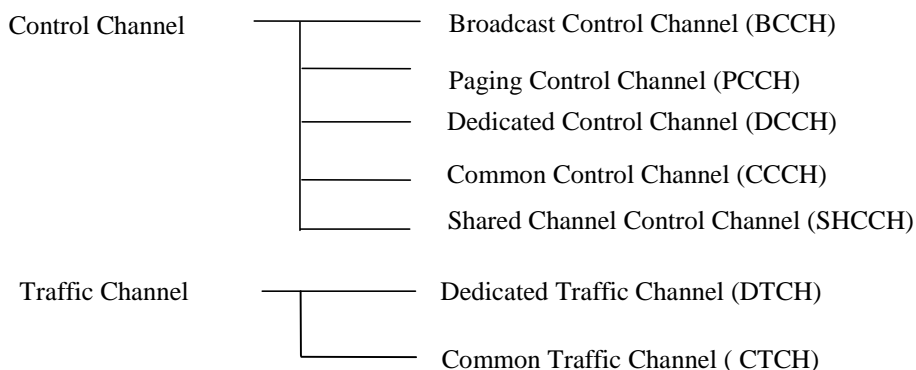 Control Channel
Broadcast Control Channel (BCCH)
Paging Control Channel (PCCH)
Dedicated Control Channel (DCCH)
Common Control Channel (CCCH)
Shared Channel Control Channel (SHCCH)
Traffic Channel
Dedicated Traffic Channel (DTCH)
Common Traffic Channel ( CTCH)